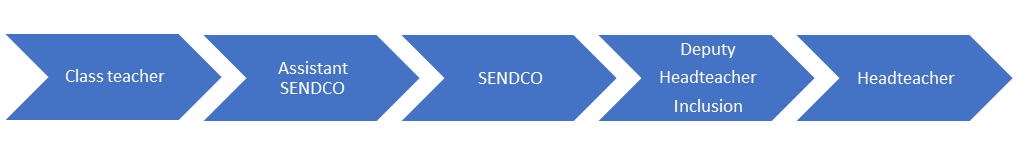 Class teacher
Assistant
SENDCO
SENDCO
Deputy
Headteacher
Inclusion
Headteacher